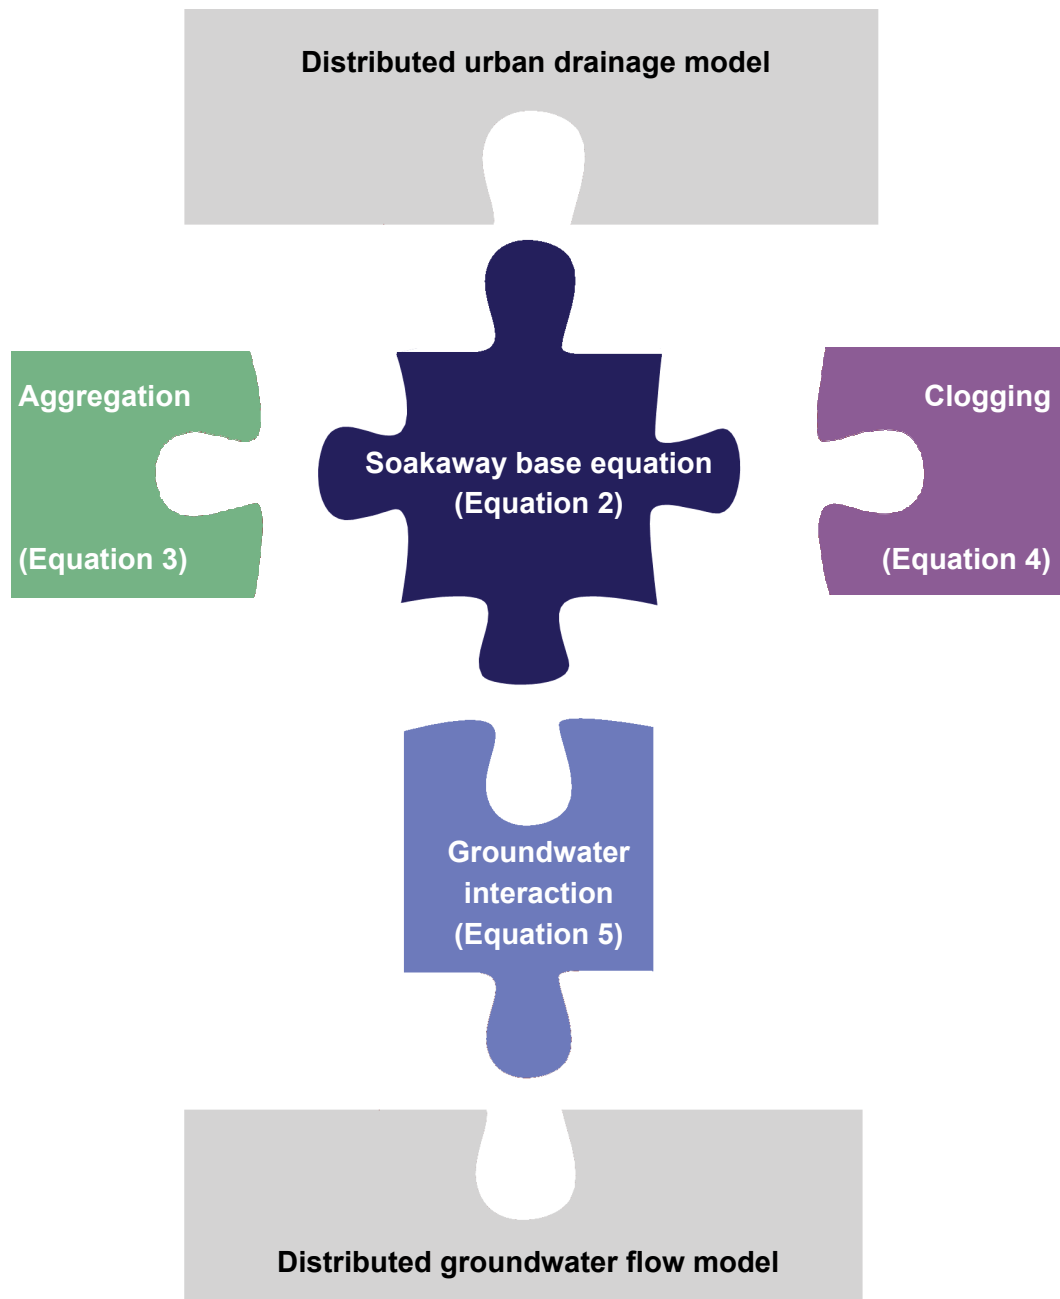 Distributed urban drainage model
Aggregation
(Equation 3)
Soakaway base equation
(Equation 2)
Clogging
(Equation 4)
Groundwater
interaction
(Equation 5)
Distributed groundwater flow model